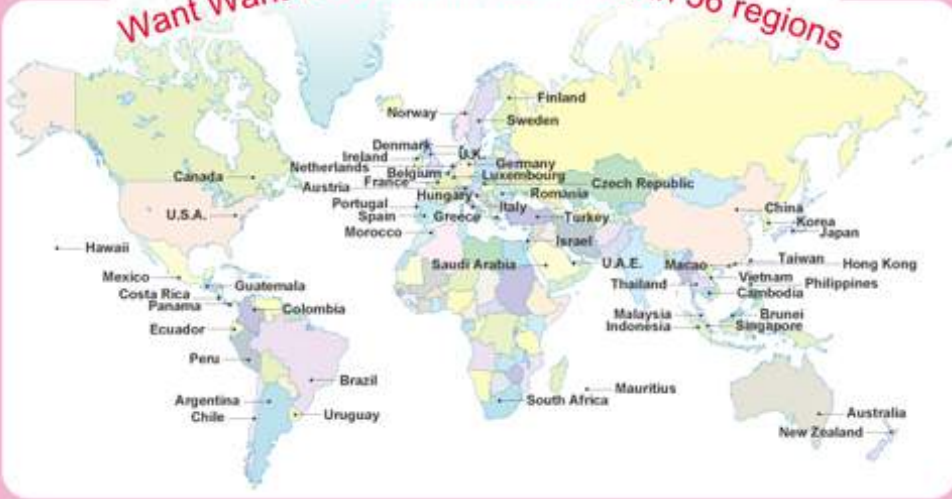 Want Want
56 regions
Finland
Norway
Sweden
Denmark
Ireland
U.K.
Netherlands
Germany
Belgium
Luxembourg
Canada
France
Czech Republic
Austria
Hungary
Romania
Portugal
Italy
U.S.A.
Spain
Greece
Turkey
China
Korea
Morocco
Japan
Israel
Hawaii
Saudi Arabia
U.A.E.
Macao
Taiwan
Hong Kong
Mexico
Guatemala
Thailand
Vietnam
Philippines
Costa Rica
Cambodia
Panama
Colombia
Malaysia
Brunei
Ecuador
Indonesia
Singapore
Peru
Brazil
Mauritius
Argentina
South Africa
Chile
Uruguay
Australia
New Zealand